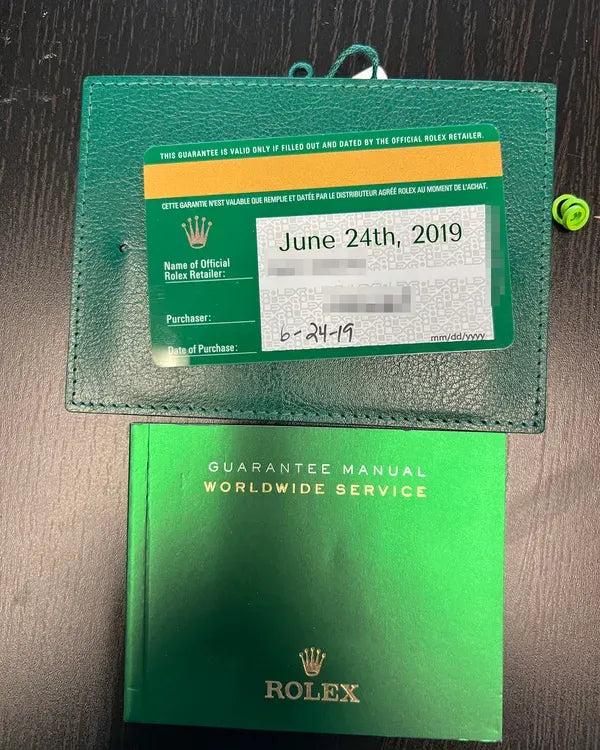 THIS GUARANTEE IS VALID ONLY IF FILLED OUT AND DATED BY THE OFFICIAL ROLEX RETAILER.
CETTE GARANTIE N'EST VALABLE QUE REMPLIE ET DATÉE PAR LE DISTRIBUTEUR AGRÉÉ ROLEX AU MOMENT DE L'ACHAT.
June 24th, 2019
Name of Official
Rolex Retailer:
Purchaser:
Date of Purchase:
6-24-19
mm/dd/yyyy
GUARANTEE MANUAL
WORLDWIDE SERVICE
ROLEX